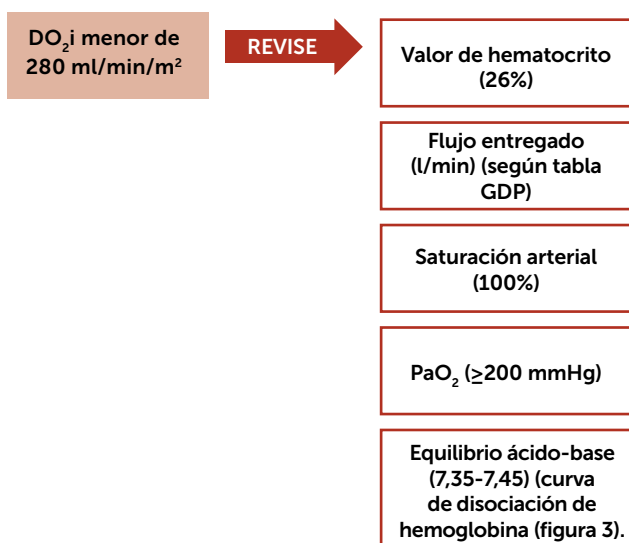 DO₂i menor de
280 ml/min/m²
REVISE
Valor de hematocrito
(26%)
Flujo entregado
(l/min) (según tabla
GDP)
Saturación arterial
(100%)
PaO₂ (≥200 mmHg)
Equilibrio ácido-base
(7,35-7,45) (curva
de disociación de
hemoglobina (figura 3).